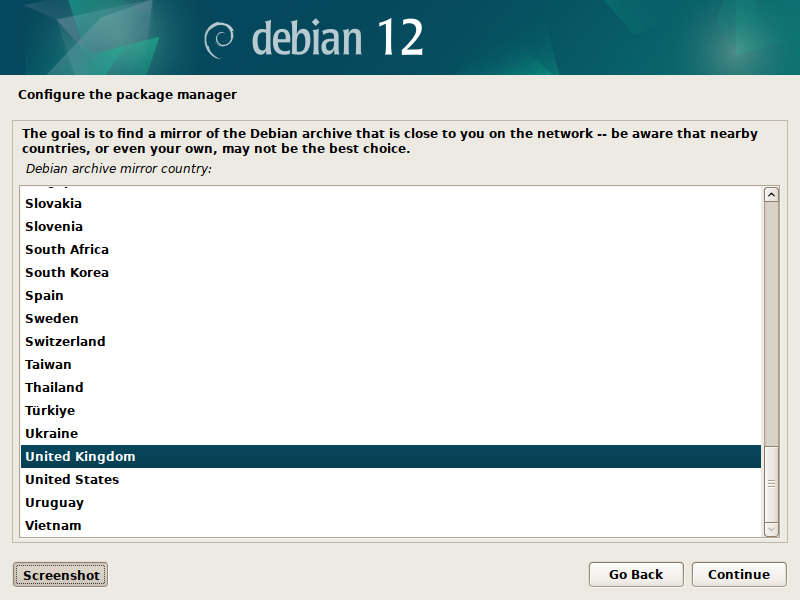 debian 12
Configure the package manager
The goal is to find a mirror of the Debian archive that is close to you on the network -- be aware that nearby
countries, or even your own, may not be the best choice.
Debian archive mirror country:
Slovakia
Slovenia
South Africa
South Korea
Spain
Sweden
Switzerland
Taiwan
Thailand
Türkiye
Ukraine
United Kingdom
United States
Uruguay
Vietnam
Screenshot
Go Back
Continue